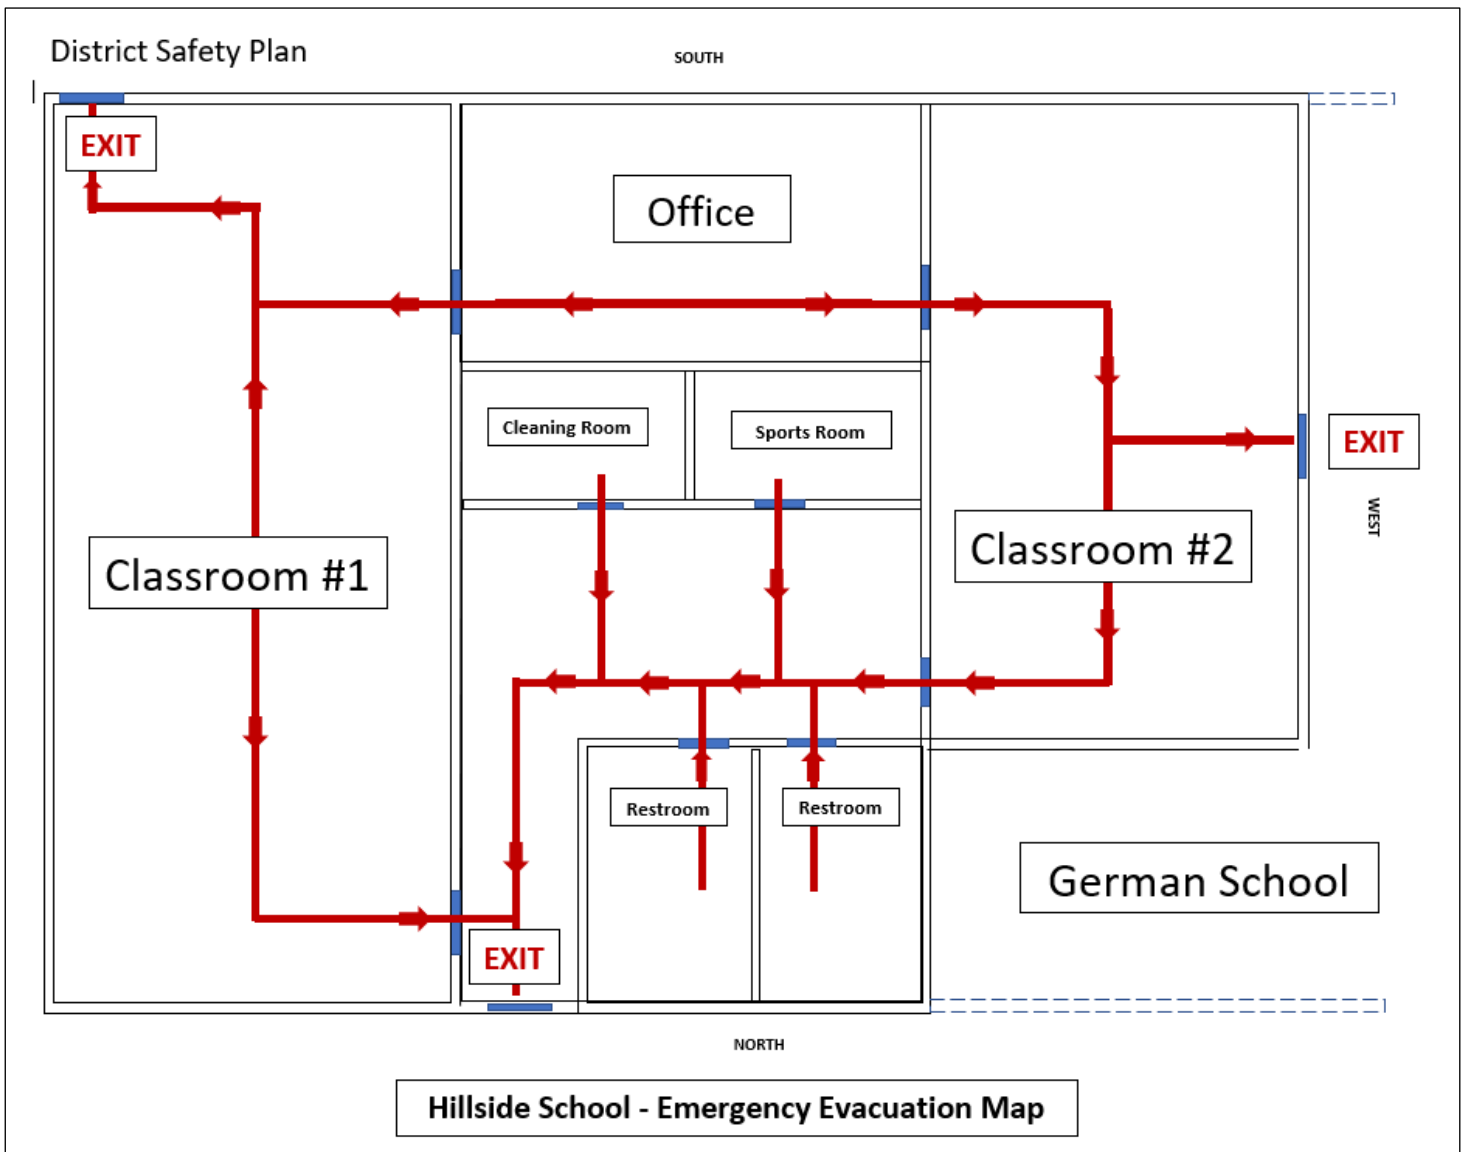 District Safety Plan
SOUTH
EXIT
Office
Cleaning Room
Sports Room
EXIT
WEST
Classroom #1
Classroom #2
Restroom
Restroom
German School
EXIT
NORTH
Hillside School - Emergency Evacuation Map